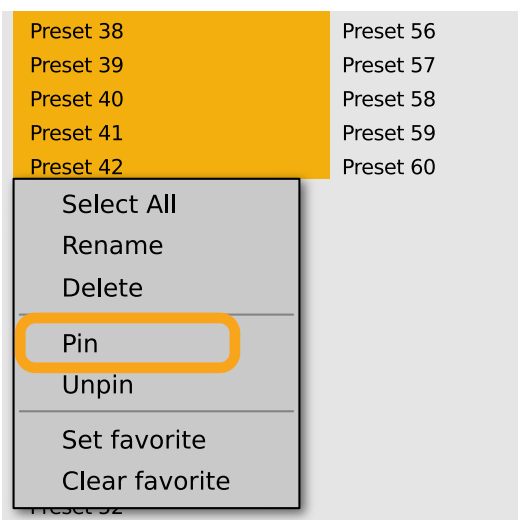 Preset 38
Preset 39
Preset 40
Preset 41
Preset 42
Preset 56
Preset 57
Preset 58
Preset 59
Preset 60
Select All
Rename
Delete
Pin
Unpin
Set favorite
Clear favorite